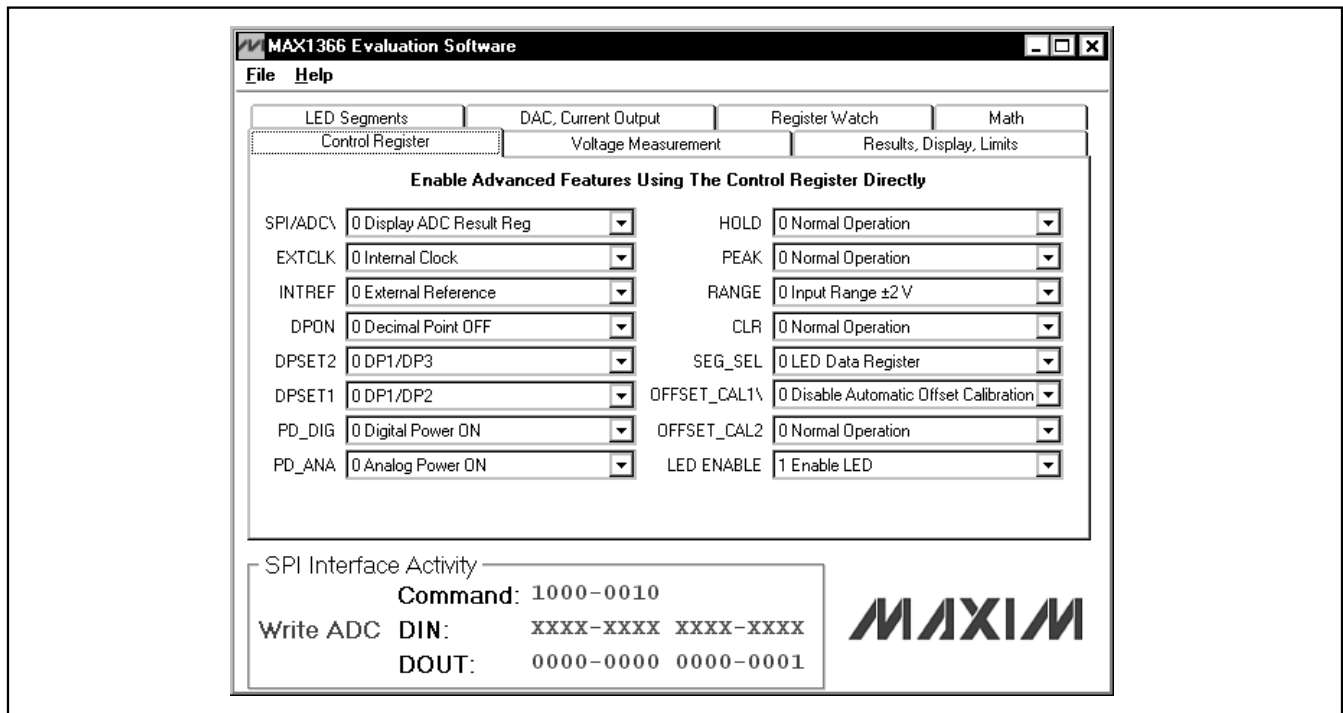 MAX1366 Evaluation Software
File Help
LED Segments DAC, Current Output Register Watch Math
Control Register Voltage Measurement Results, Display, Limits
Enable Advanced Features Using The Control Register Directly
SPI/ADC\ 0 Display ADC Result Reg HOLD 0 Normal Operation
EXTCLK 0 Internal Clock PEAK 0 Normal Operation
INTREF 0 External Reference RANGE 0 Input Range ±2 V
DPON 0 Decimal Point OFF CLR 0 Normal Operation
DPSET2 0 DP1/DP3 SEG_SEL 0 LED Data Register
DPSET1 0 DP1/DP2 OFFSET_CAL1\ 0 Disable Automatic Offset Calibration
PD_DIG 0 Digital Power ON OFFSET_CAL2 0 Normal Operation
PD_ANA 0 Analog Power ON LED ENABLE 1 Enable LED
SPI Interface Activity
Command: 1000-0010
Write ADC DIN: XXXX-XXXX XXXX-XXXX
DOUT: 0000-0000 0000-0001
MAXIM